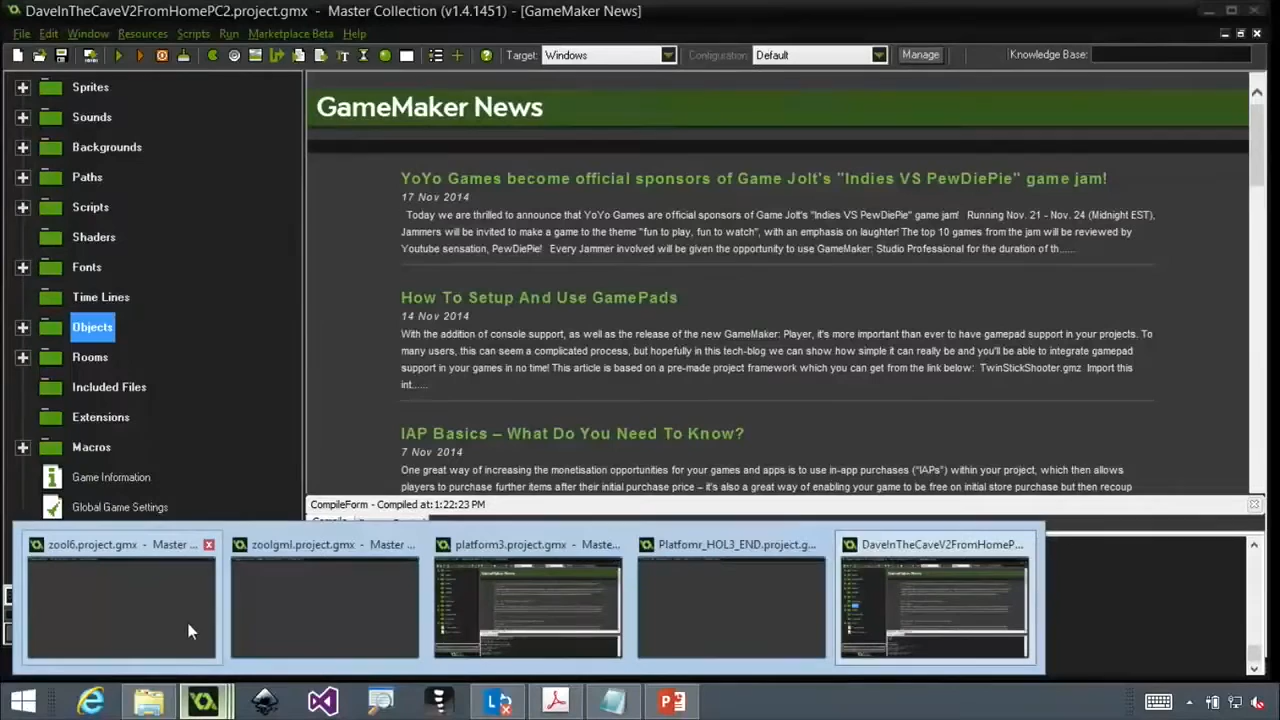 DaveInTheCaveV2FromHomePC2.project.gmx - Master Collection (v1.4.1451) - [GameMaker News]
File Edit Window Resources Scripts Run Marketplace Beta Help
Target: Windows Configuration: Default Manage Knowledge Base:
Sprites
Sounds
Backgrounds
Paths
Scripts
Shaders
Fonts
Time Lines
Objects
Rooms
Included Files
Extensions
Macros
Game Information
Global Game Settings
GameMaker News
YoYo Games become official sponsors of Game Jolt's "Indies VS PewDiePie" game jam!
17 Nov 2014
Today we are thrilled to announce that YoYo Games are official sponsors of Game Jolt's "Indies VS PewDiePie" game jam! Running Nov. 21 - Nov. 24 (Midnight EST),
Jammers will be invited to make a game to the theme "fun to play, fun to watch", with an emphasis on laughter! The top 10 games from the jam will be reviewed by
Youtube sensation, PewDiePie! Every Jammer involved will be given the opportunity to use GameMaker: Studio Professional for the duration of th......
How To Setup And Use GamePads
14 Nov 2014
With the addition of console support, as well as the release of the new GameMaker: Player, it's more important than ever to have gamepad support in your projects. To
many users, this can seem a complicated process, but hopefully in this tech-blog we can show how simple it can really be and you'll be able to integrate gamepad
support in your games in no time! This article is based on a pre-made project framework which you can get from the link below: TwinStickShooter.gmz Import this
int......
IAP Basics – What Do You Need To Know?
7 Nov 2014
One great way of increasing the monetisation opportunities for your games and apps is to use in-app purchases ("IAPs") within your project, which then allows
players to purchase further items after their initial purchase price – it's also a great way of enabling your game to be free on initial store purchase but then recoup
CompileForm - Compiled at: 1:22:23 PM
zool6.project.gmx - Master ...
zoolgml.project.gmx - Master ...
platform3.project.gmx - Maste...
Platfomr_HOL3_END.project.g...
DaveInTheCaveV2FromHomeP...